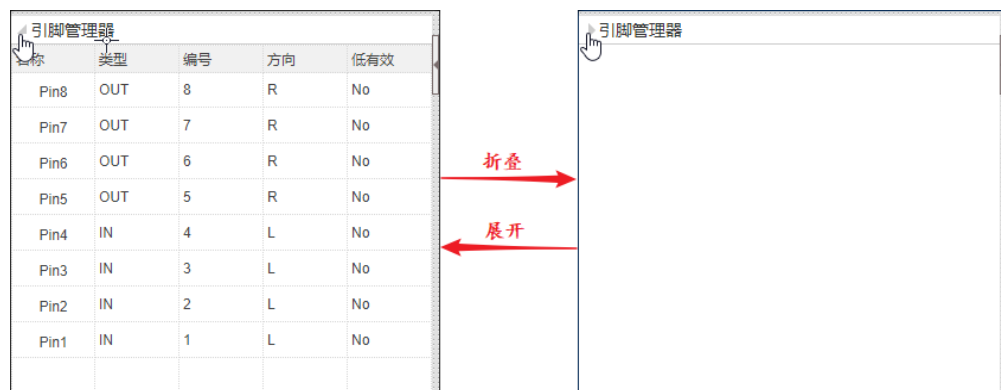 引脚管理器
名称 类型 编号 方向 低有效
Pin8 OUT 8 R No
Pin7 OUT 7 R No
Pin6 OUT 6 R No
Pin5 OUT 5 R No
Pin4 IN 4 L No
Pin3 IN 3 L No
Pin2 IN 2 L No
Pin1 IN 1 L No
折叠
展开
引脚管理器